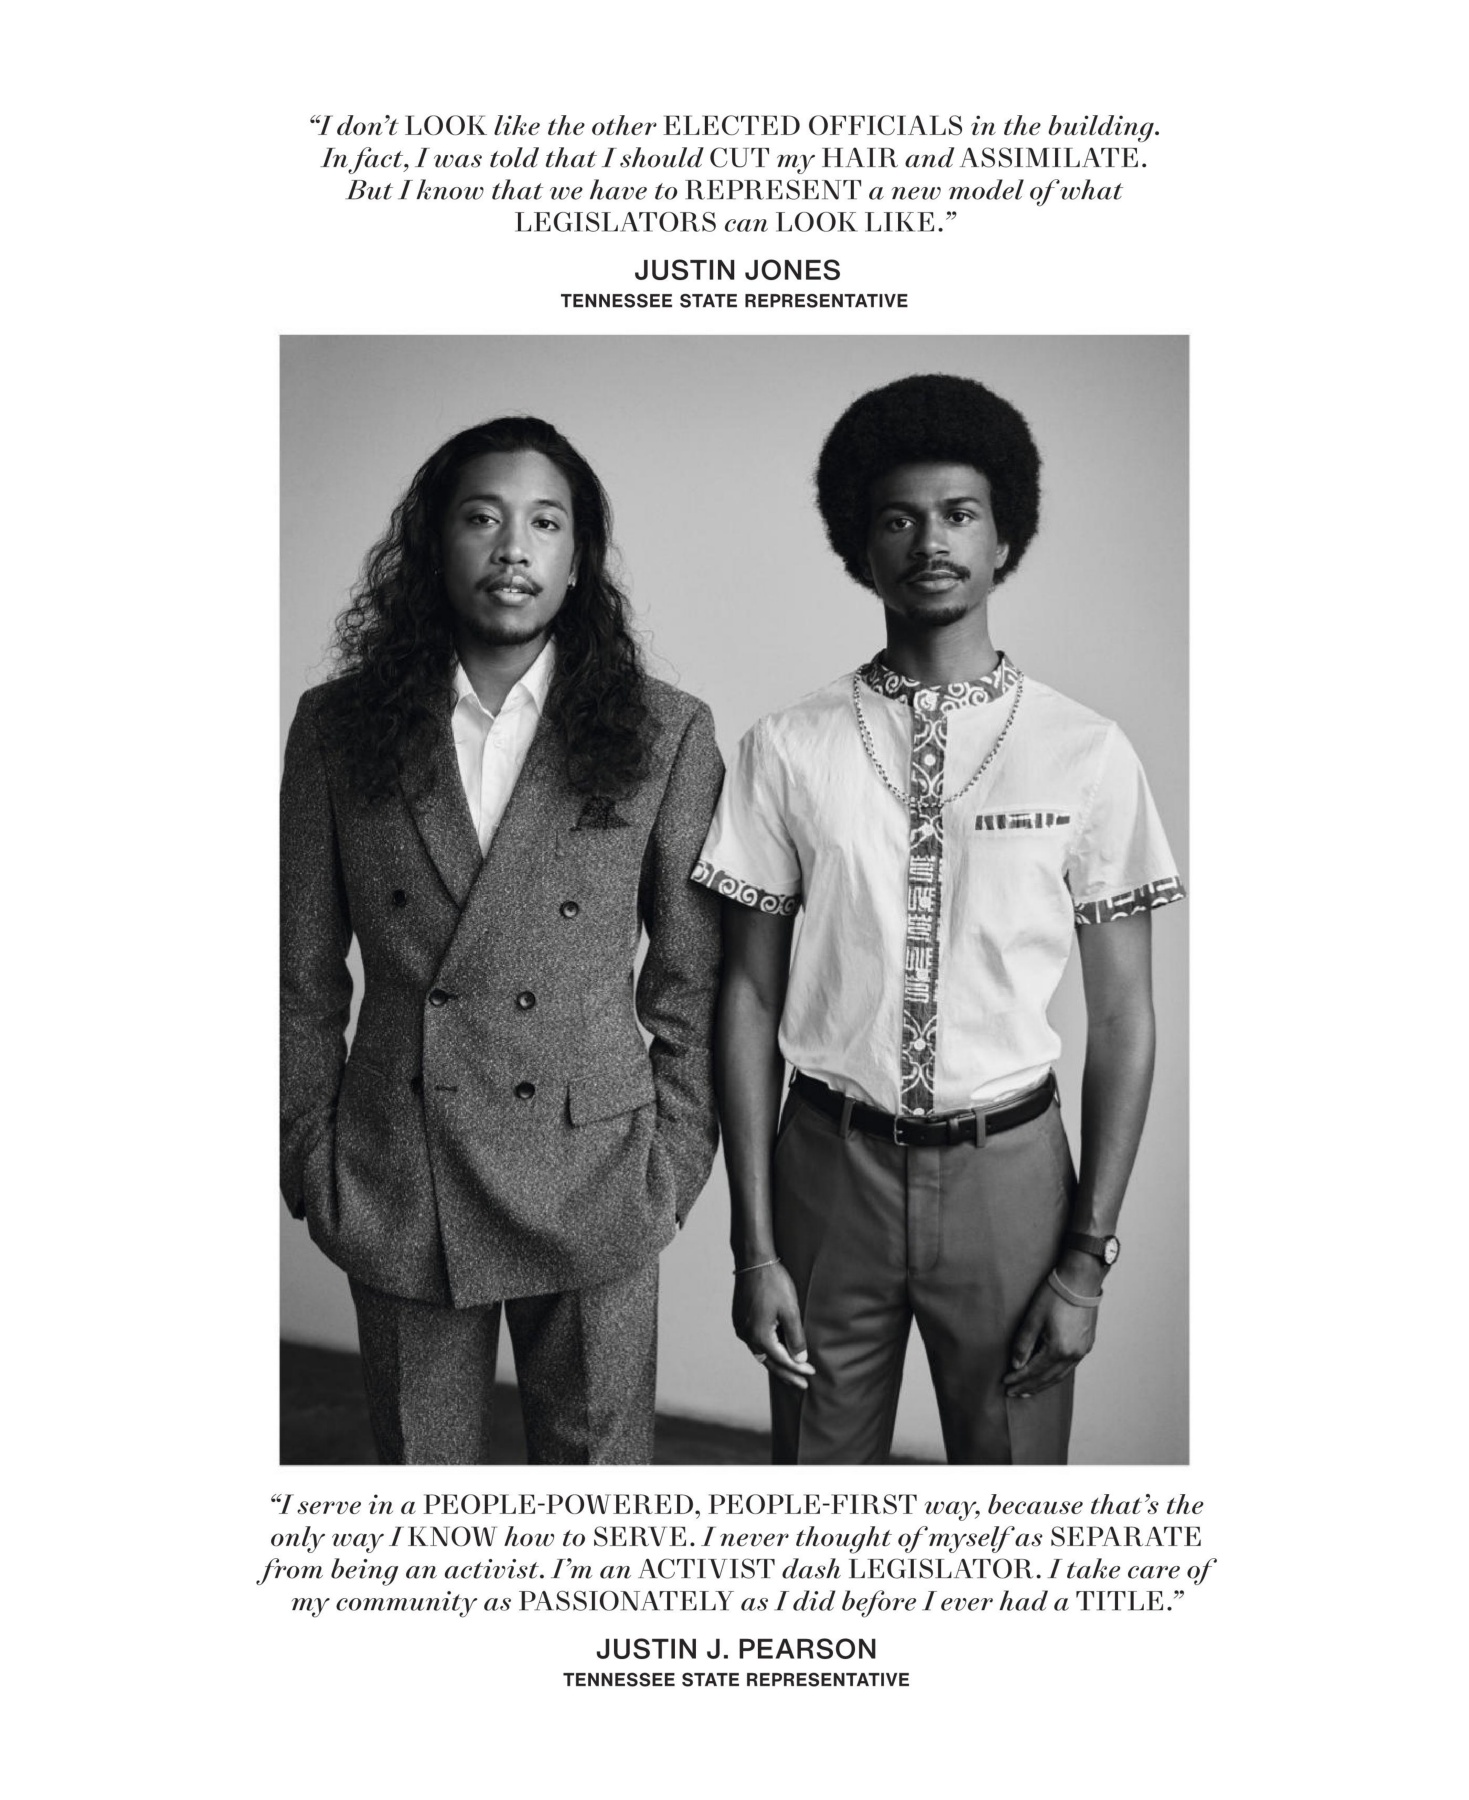 “I don’t LOOK like the other ELECTED OFFICIALS in the building.
In fact, I was told that I should CUT my HAIR and ASSIMILATE.
But I know that we have to REPRESENT a new model of what
LEGISLATORS can LOOK LIKE.”
JUSTIN JONES
TENNESSEE STATE REPRESENTATIVE
“I serve in a PEOPLE-POWERED, PEOPLE-FIRST way, because that’s the
only way I KNOW how to SERVE. I never thought of myself as SEPARATE
from being an activist. I’m an ACTIVIST dash LEGISLATOR. I take care of
my community as PASSIONATELY as I did before I ever had a TITLE.”
JUSTIN J. PEARSON
TENNESSEE STATE REPRESENTATIVE